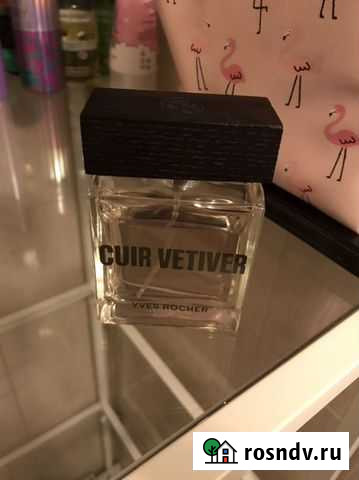 CUIR VETIVER
YVES ROCHER
rosndv.ru